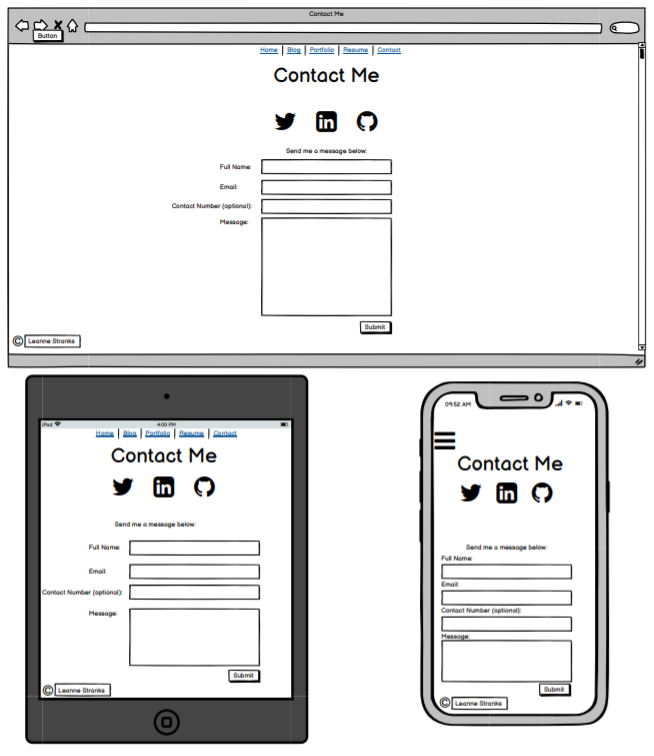 Contact Me
Button
Home | Blog | Portfolio | Resume | Contact
Contact Me
in
Send me a message below:
Full Name:
Email:
Contact Number (optional):
Message:
Submit
© Leanne Stranks
iPad 4:00 PM
Home | Blog | Portfolio | Resume | Contact
Contact Me
in
Send me a message below:
Full Name:
Email:
Contact Number (optional):
Message:
Submit
© Leanne Stranks
09:52 AM
Contact Me
in
Send me a message below:
Full Name:
Email:
Contact Number (optional):
Message:
Submit
© Leanne Stranks